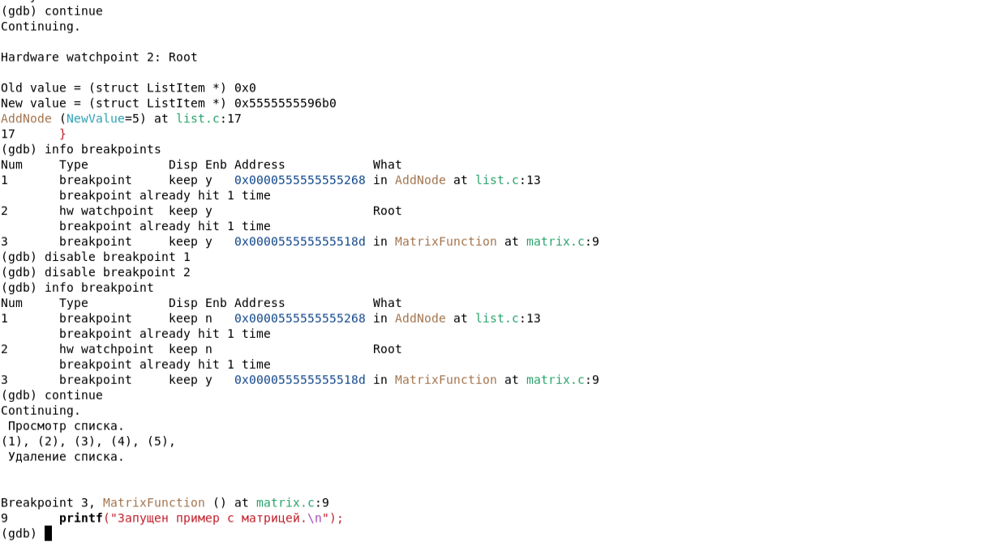 (gdb) continue
Continuing.
Hardware watchpoint 2: Root
Old value = (struct ListItem *) 0x0
New value = (struct ListItem *) 0x5555555596b0
AddNode (NewValue=5) at list.c:17
17      }
(gdb) info breakpoints
Num     Type           Disp Enb Address            What
1       breakpoint     keep y   0x0000555555555268 in AddNode at list.c:13
        breakpoint already hit 1 time
2       hw watchpoint  keep y                      Root
        breakpoint already hit 1 time
3       breakpoint     keep y   0x000055555555518d in MatrixFunction at matrix.c:9
(gdb) disable breakpoint 1
(gdb) disable breakpoint 2
(gdb) info breakpoint
Num     Type           Disp Enb Address            What
1       breakpoint     keep n   0x0000555555555268 in AddNode at list.c:13
        breakpoint already hit 1 time
2       hw watchpoint  keep n                      Root
        breakpoint already hit 1 time
3       breakpoint     keep y   0x000055555555518d in MatrixFunction at matrix.c:9
(gdb) continue
Continuing.
 Просмотр списка.
(1), (2), (3), (4), (5),
 Удаление списка.
Breakpoint 3, MatrixFunction () at matrix.c:9
9       printf("Запущен пример с матрицей.\n");
(gdb)